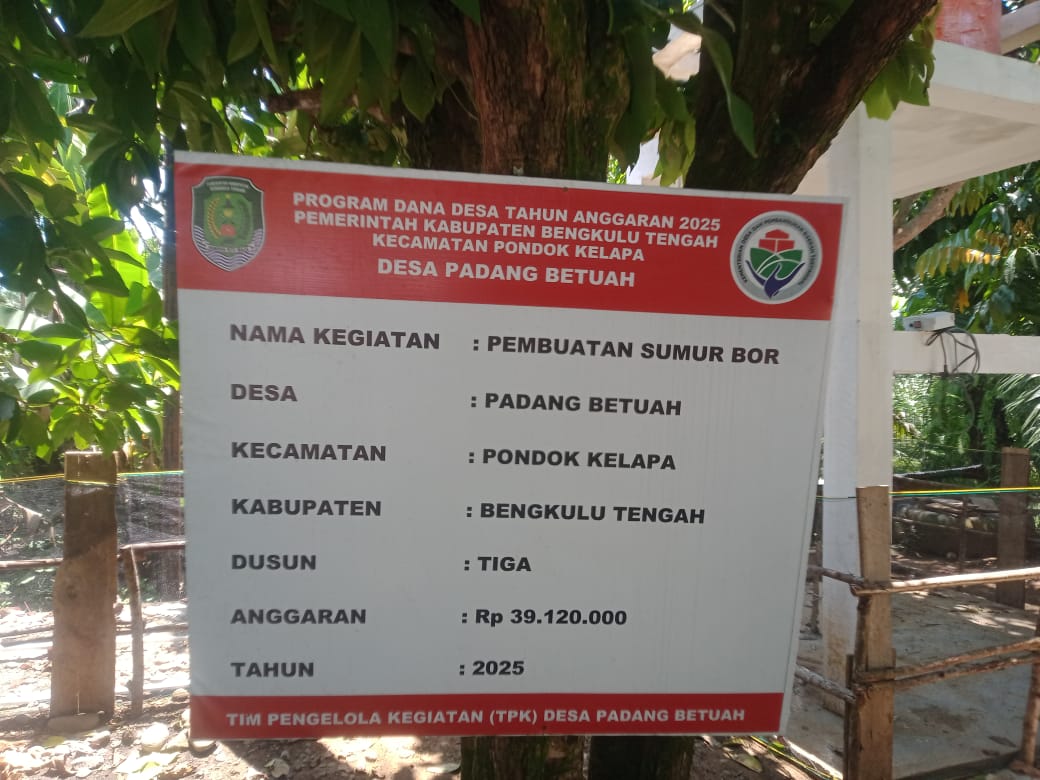 PROGRAM DANA DESA TAHUN ANGGARAN 2025
PEMERINTAH KABUPATEN BENGKULU TENGAH
KECAMATAN PONDOK KELAPA
DESA PADANG BETUAH
NAMA KEGIATAN : PEMBUATAN SUMUR BOR
DESA : PADANG BETUAH
KECAMATAN : PONDOK KELAPA
KABUPATEN : BENGKULU TENGAH
DUSUN : TIGA
ANGGARAN : Rp 39.120.000
TAHUN : 2025
TIM PENGELOLA KEGIATAN (TPK) DESA PADANG BETUAH